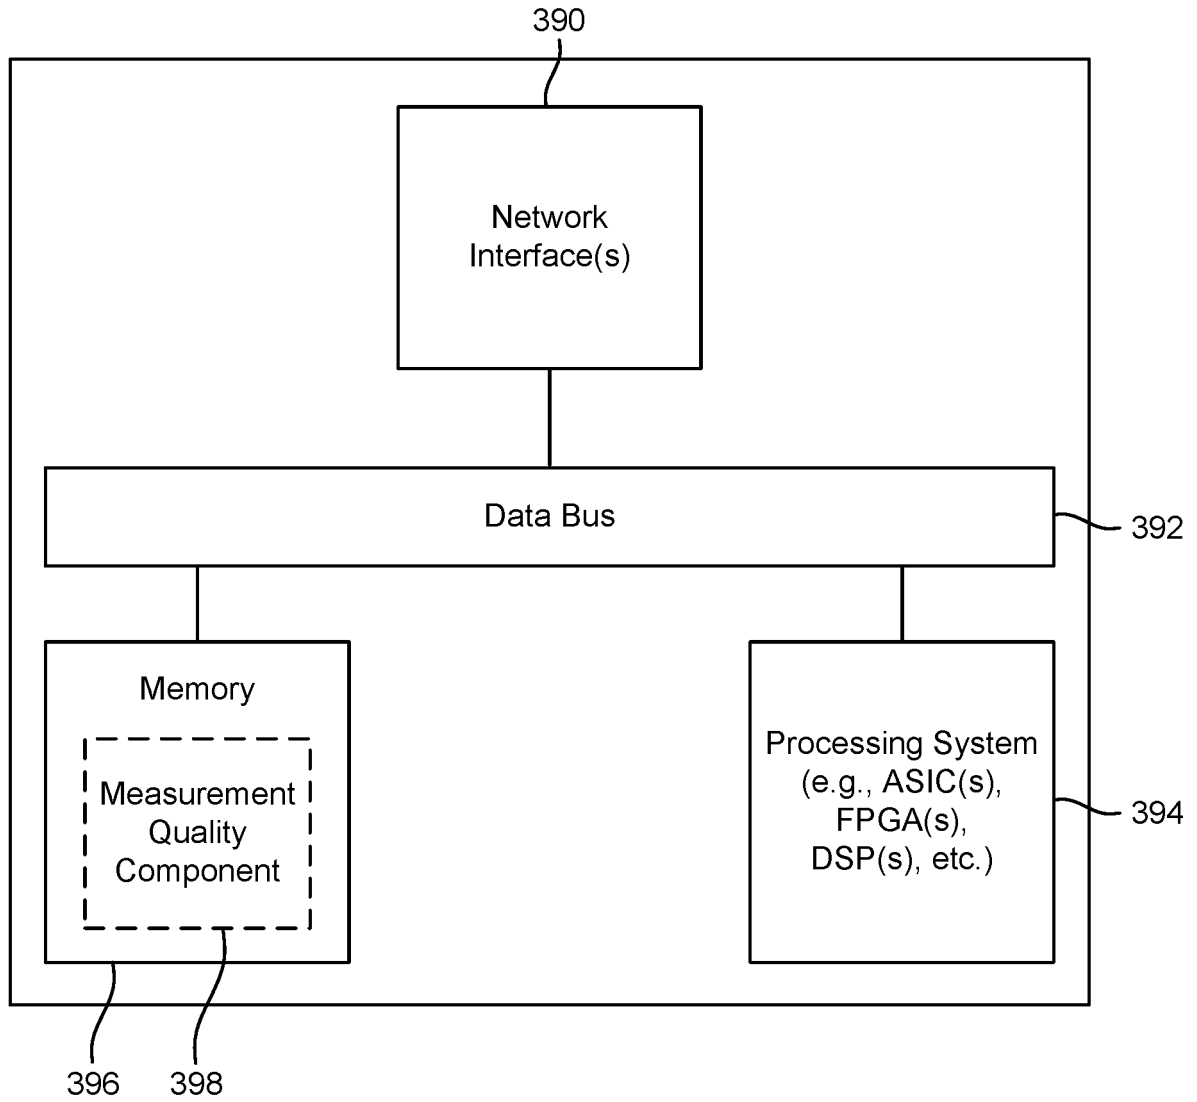 390
Network
Interface(s)
Data Bus
392
Memory
Measurement
Quality
Component
Processing System
(e.g., ASIC(s),
FPGA(s),
DSP(s), etc.)
394
396
398